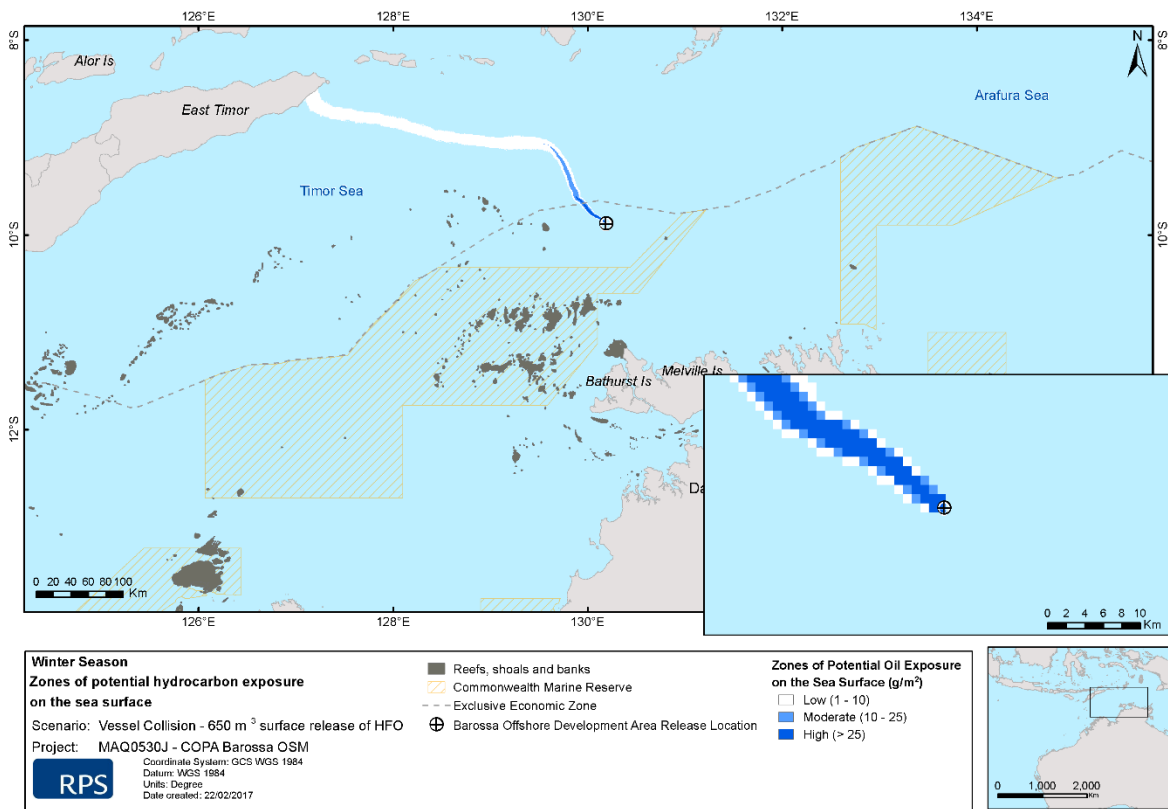 126°E 128°E 130°E 132°E 134°E
8°S 8°S
N
Alor Is
Arafura Sea
East Timor
Timor Sea
10°S 10°S
Melville Is
Bathurst Is
12°S
Da
0 20 40 60 80 100
Km
0 2 4 6 8 10
Km
126°E 128°E 130°E
Winter Season
Zones of potential hydrocarbon exposure
on the sea surface
Scenario: Vessel Collision - 650 m³ surface release of HFO
Project: MAQ0530J - COPA Barossa OSM
RPS
Coordinate System: GCS WGS 1984
Datum: WGS 1984
Units: Degree
Date created: 22/02/2017
Reefs, shoals and banks
Commonwealth Marine Reserve
Exclusive Economic Zone
Barossa Offshore Development Area Release Location
Zones of Potential Oil Exposure
on the Sea Surface (g/m²)
Low (1 - 10)
Moderate (10 - 25)
High (> 25)
0 1,000 2,000
Km